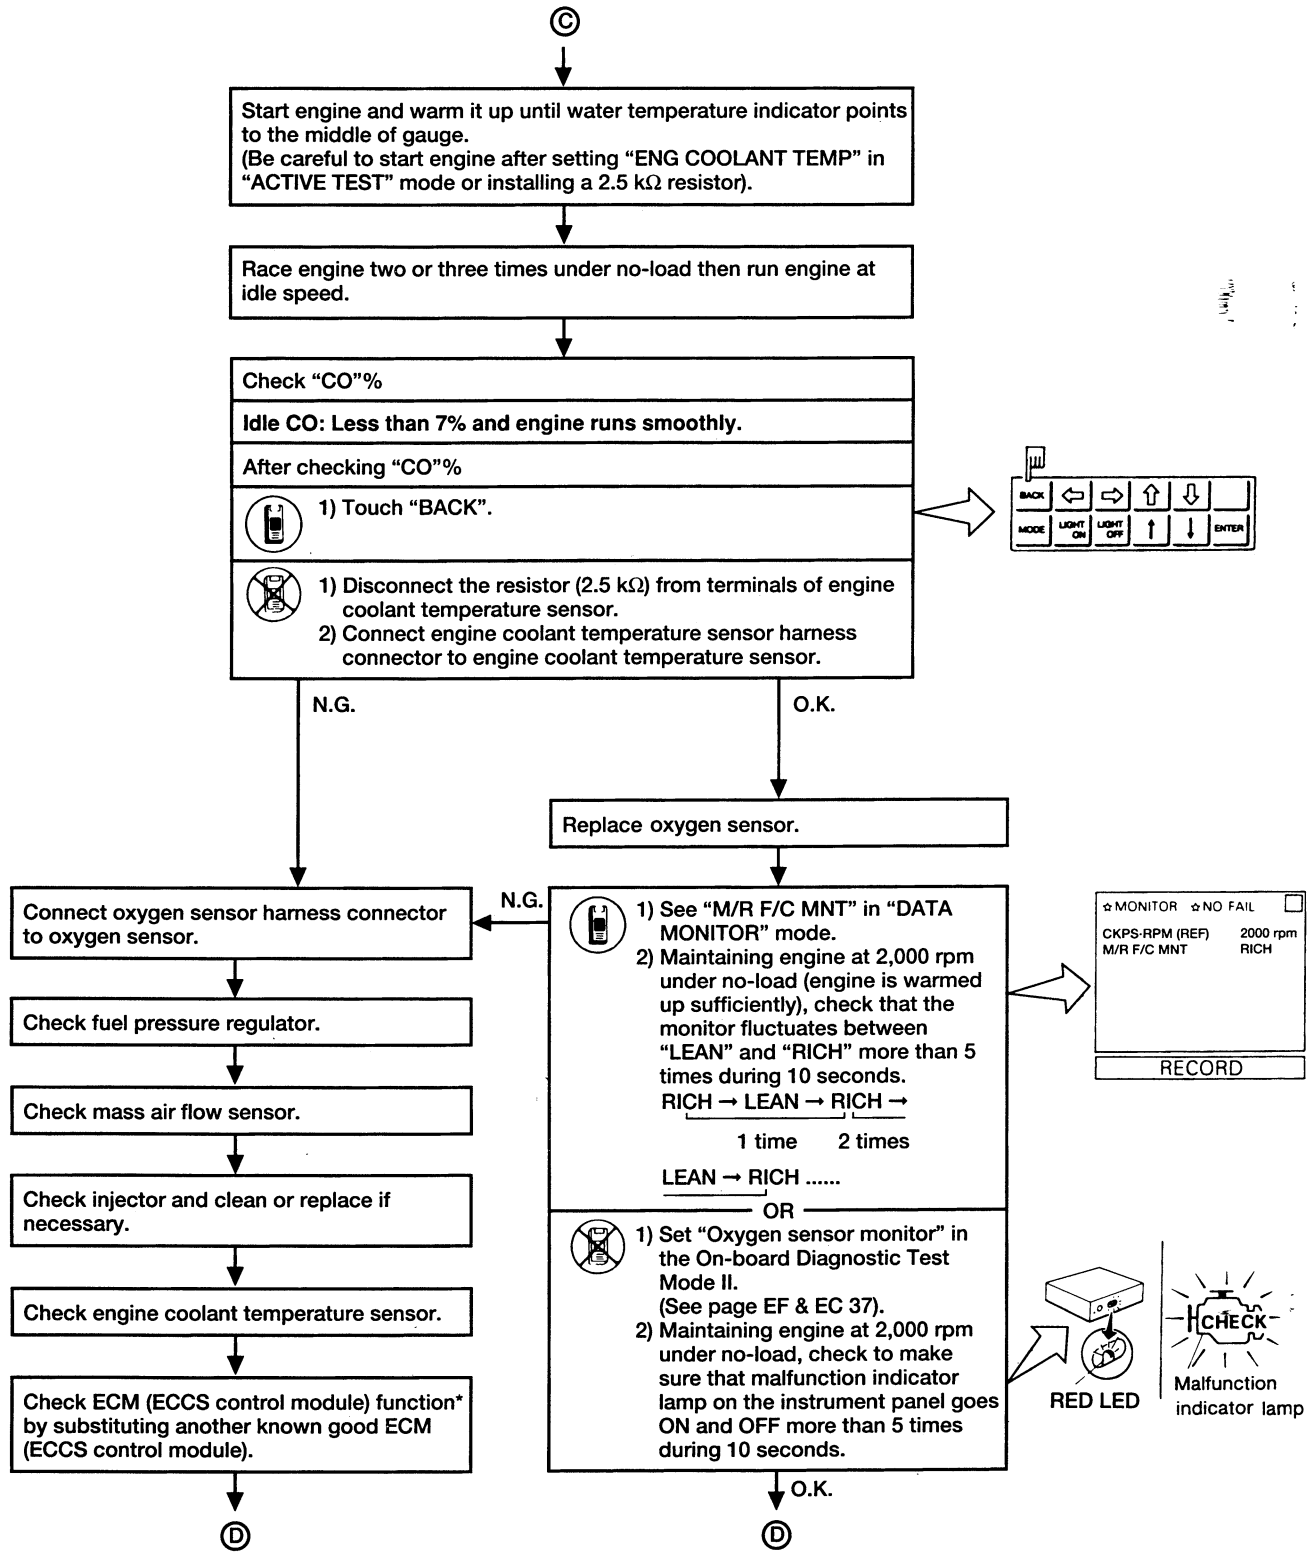 C
Start engine and warm it up until water temperature indicator points
to the middle of gauge.
(Be careful to start engine after setting “ENG COOLANT TEMP” in
“ACTIVE TEST” mode or installing a 2.5 kΩ resistor).
Race engine two or three times under no-load then run engine at
idle speed.
Check “CO”%
Idle CO: Less than 7% and engine runs smoothly.
After checking “CO”%
1) Touch “BACK”.
BACK
MODE LIGHT ON LIGHT OFF ENTER
1) Disconnect the resistor (2.5 kΩ) from terminals of engine
coolant temperature sensor.
2) Connect engine coolant temperature sensor harness
connector to engine coolant temperature sensor.
N.G.
O.K.
Replace oxygen sensor.
N.G.
Connect oxygen sensor harness connector
to oxygen sensor.
Check fuel pressure regulator.
Check mass air flow sensor.
Check injector and clean or replace if
necessary.
Check engine coolant temperature sensor.
Check ECM (ECCS control module) function*
by substituting another known good ECM
(ECCS control module).
D
1) See “M/R F/C MNT” in “DATA
MONITOR” mode.
2) Maintaining engine at 2,000 rpm
under no-load (engine is warmed
up sufficiently), check that the
monitor fluctuates between
“LEAN” and “RICH” more than 5
times during 10 seconds.
RICH → LEAN → RICH →
1 time 2 times
LEAN → RICH ......
☆MONITOR ☆NO FAIL
CKPS·RPM (REF) 2000 rpm
M/R F/C MNT RICH
RECORD
OR
1) Set “Oxygen sensor monitor” in
the On-board Diagnostic Test
Mode II.
(See page EF & EC 37).
2) Maintaining engine at 2,000 rpm
under no-load, check to make
sure that malfunction indicator
lamp on the instrument panel goes
ON and OFF more than 5 times
during 10 seconds.
RED LED
CHECK
Malfunction
indicator lamp
O.K.
D